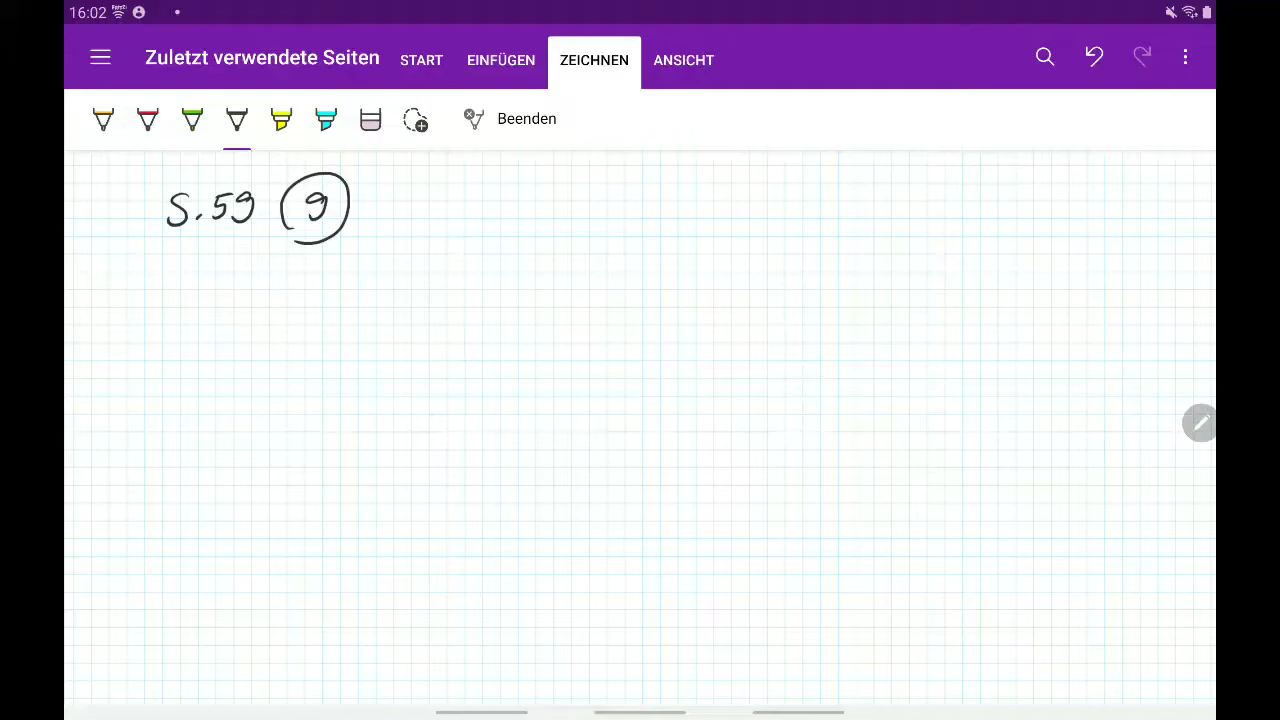 16:02
Zuletzt verwendete Seiten START EINFÜGEN ZEICHNEN ANSICHT
Beenden
S. 59 9